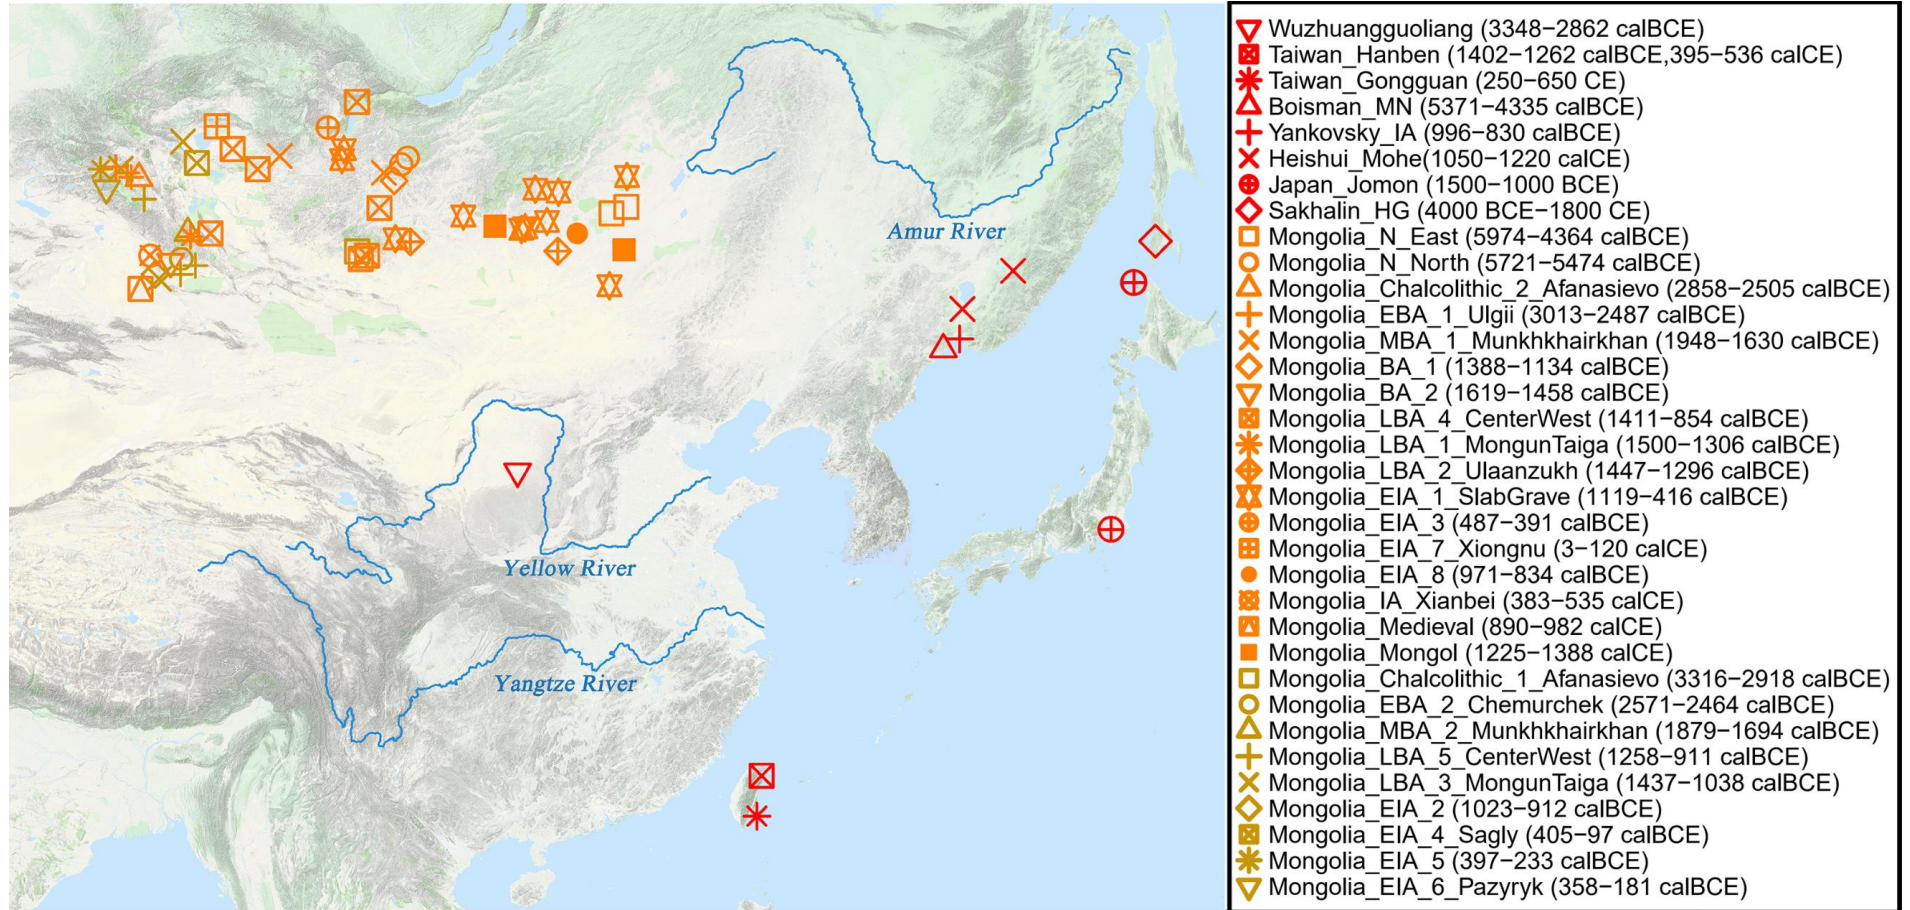 Amur River
Yellow River
Yangtze River
Wuzhuangguoliang (3348−2862 calBCE)
Taiwan_Hanben (1402−1262 calBCE,395−536 calCE)
Taiwan_Gongguan (250−650 CE)
Boisman_MN (5371−4335 calBCE)
Yankovsky_IA (996−830 calBCE)
Heishui_Mohe(1050−1220 calCE)
Japan_Jomon (1500−1000 BCE)
Sakhalin_HG (4000 BCE−1800 CE)
Mongolia_N_East (5974−4364 calBCE)
Mongolia_N_North (5721−5474 calBCE)
Mongolia_Chalcolithic_2_Afanasievo (2858−2505 calBCE)
Mongolia_EBA_1_Ulgii (3013−2487 calBCE)
Mongolia_MBA_1_Munkhkhairkhan (1948−1630 calBCE)
Mongolia_BA_1 (1388−1134 calBCE)
Mongolia_BA_2 (1619−1458 calBCE)
Mongolia_LBA_4_CenterWest (1411−854 calBCE)
Mongolia_LBA_1_MongunTaiga (1500−1306 calBCE)
Mongolia_LBA_2_Ulaanzukh (1447−1296 calBCE)
Mongolia_EIA_1_SlabGrave (1119−416 calBCE)
Mongolia_EIA_3 (487−391 calBCE)
Mongolia_EIA_7_Xiongnu (3−120 calCE)
Mongolia_EIA_8 (971−834 calBCE)
Mongolia_IA_Xianbei (383−535 calCE)
Mongolia_Medieval (890−982 calCE)
Mongolia_Mongol (1225−1388 calCE)
Mongolia_Chalcolithic_1_Afanasievo (3316−2918 calBCE)
Mongolia_EBA_2_Chemurchek (2571−2464 calBCE)
Mongolia_MBA_2_Munkhkhairkhan (1879−1694 calBCE)
Mongolia_LBA_5_CenterWest (1258−911 calBCE)
Mongolia_LBA_3_MongunTaiga (1437−1038 calBCE)
Mongolia_EIA_2 (1023−912 calBCE)
Mongolia_EIA_4_Sagly (405−97 calBCE)
Mongolia_EIA_5 (397−233 calBCE)
Mongolia_EIA_6_Pazyryk (358−181 calBCE)